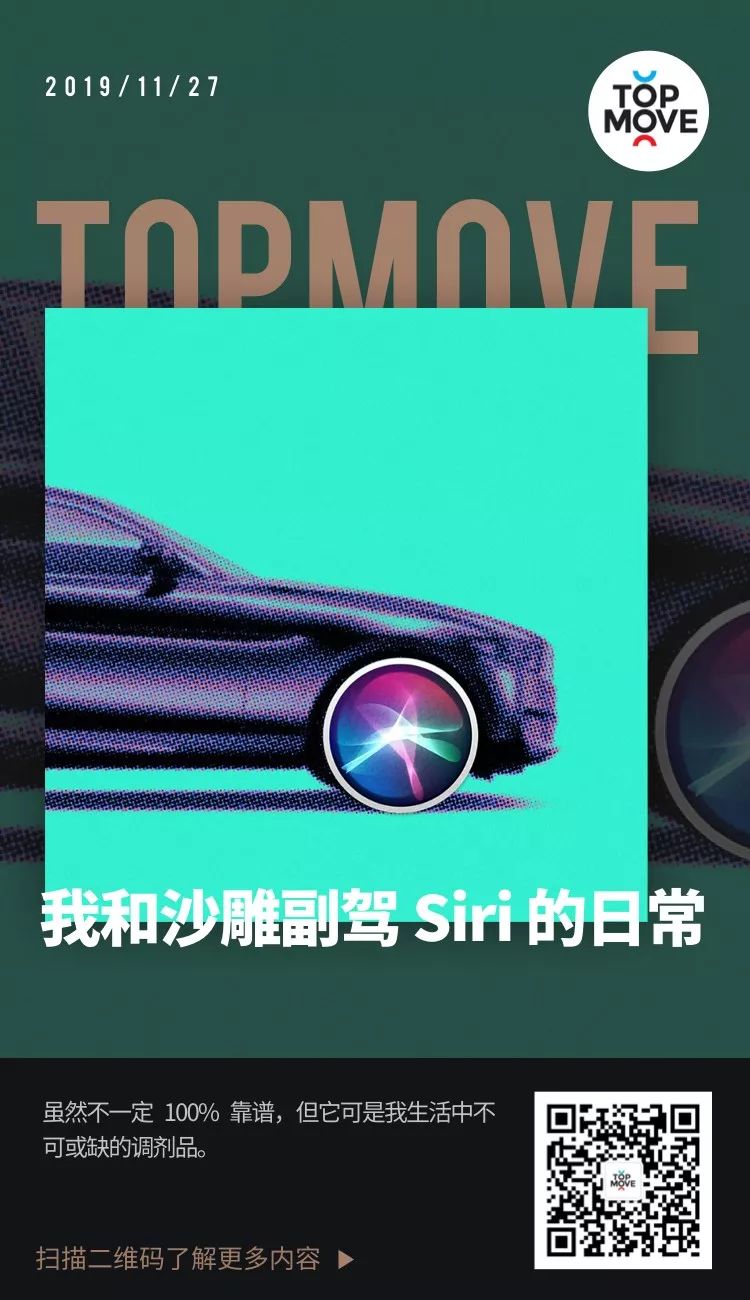 2019/11/27
TOP
MOVE
TOPMOVE
我和沙雕副驾 Siri 的日常
虽然不一定 100% 靠谱，但它可是我生活中不
可或缺的调剂品。
TOP
MOVE
扫描二维码了解更多内容